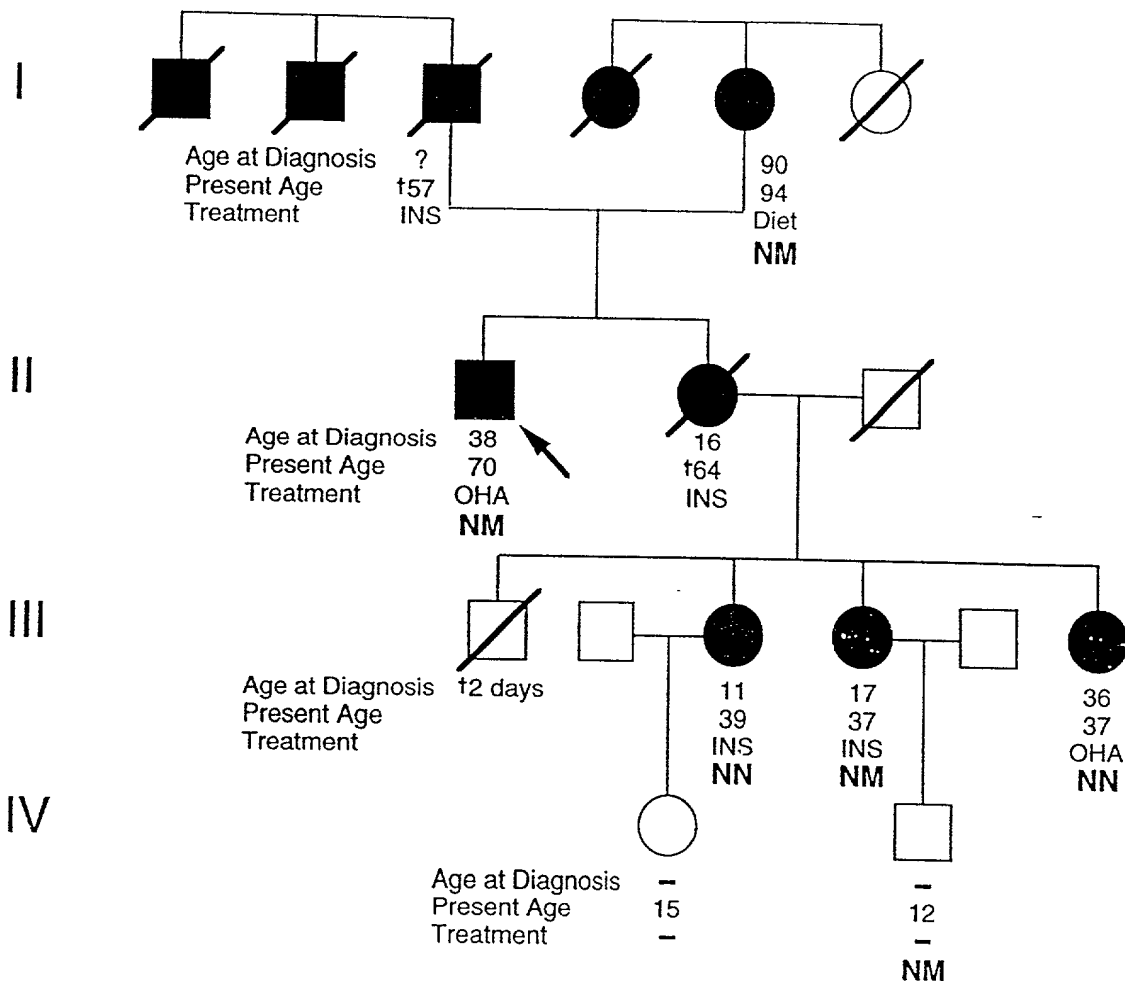 I
Age at Diagnosis ? 90
Present Age †57 94
Treatment INS Diet
NM
II
Age at Diagnosis 38 16
Present Age 70 †64
Treatment OHA INS
NM
III
Age at Diagnosis †2 days 11 17 36
Present Age 39 37 37
Treatment INS INS OHA
NN NM NN
IV
Age at Diagnosis – –
Present Age 15 12
Treatment – –
NM